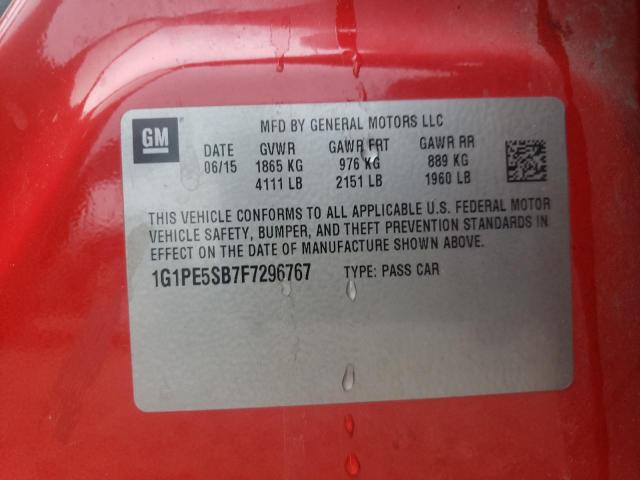 GM
MFD BY GENERAL MOTORS LLC
DATE GVWR GAWR FRT GAWR RR
06/15 1865 KG 976 KG 889 KG
4111 LB 2151 LB 1960 LB
THIS VEHICLE CONFORMS TO ALL APPLICABLE U.S. FEDERAL MOTOR
VEHICLE SAFETY, BUMPER, AND THEFT PREVENTION STANDARDS IN
EFFECT ON THE DATE OF MANUFACTURE SHOWN ABOVE.
1G1PE5SB7F7296767 TYPE: PASS CAR